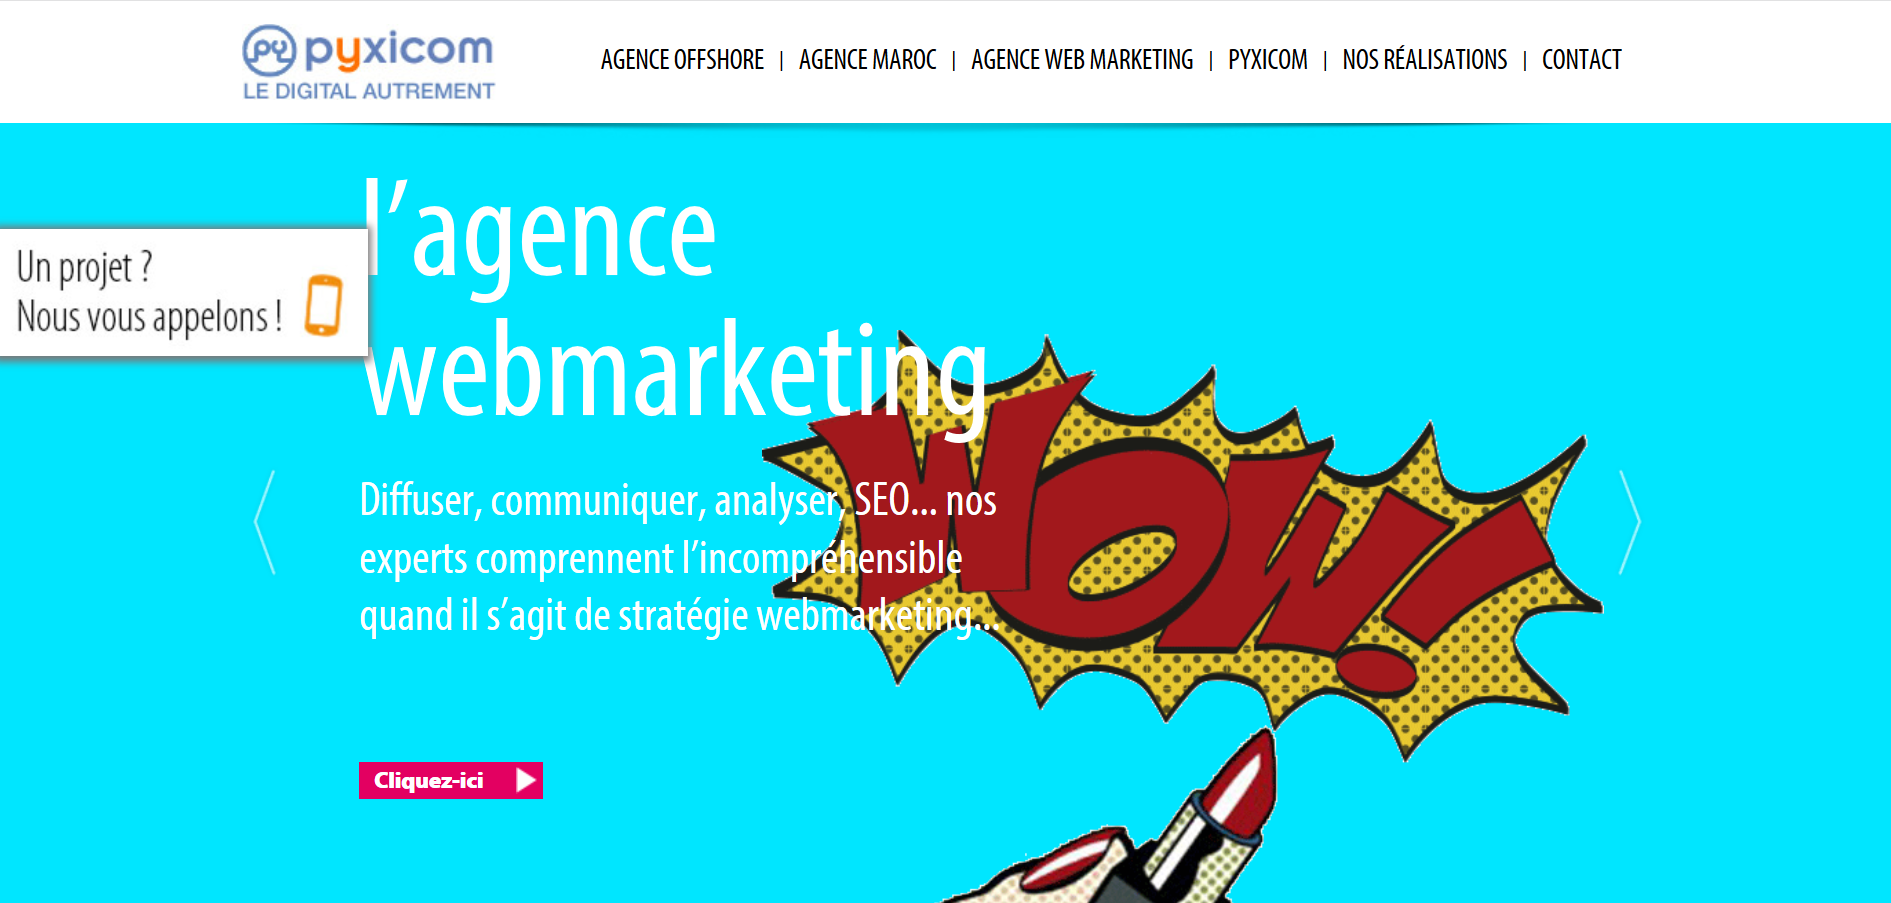 pyxicom
LE DIGITAL AUTREMENT
AGENCE OFFSHORE | AGENCE MAROC | AGENCE WEB MARKETING | PYXICOM | NOS RÉALISATIONS | CONTACT
l’agence
webmarketing
Un projet ?
Nous vous appelons !
Diffuser, communiquer, analyser, SEO... nos
experts comprennent l’incompréhensible
quand il s’agit de stratégie webmarketing...
WOW!
Cliquez-ici